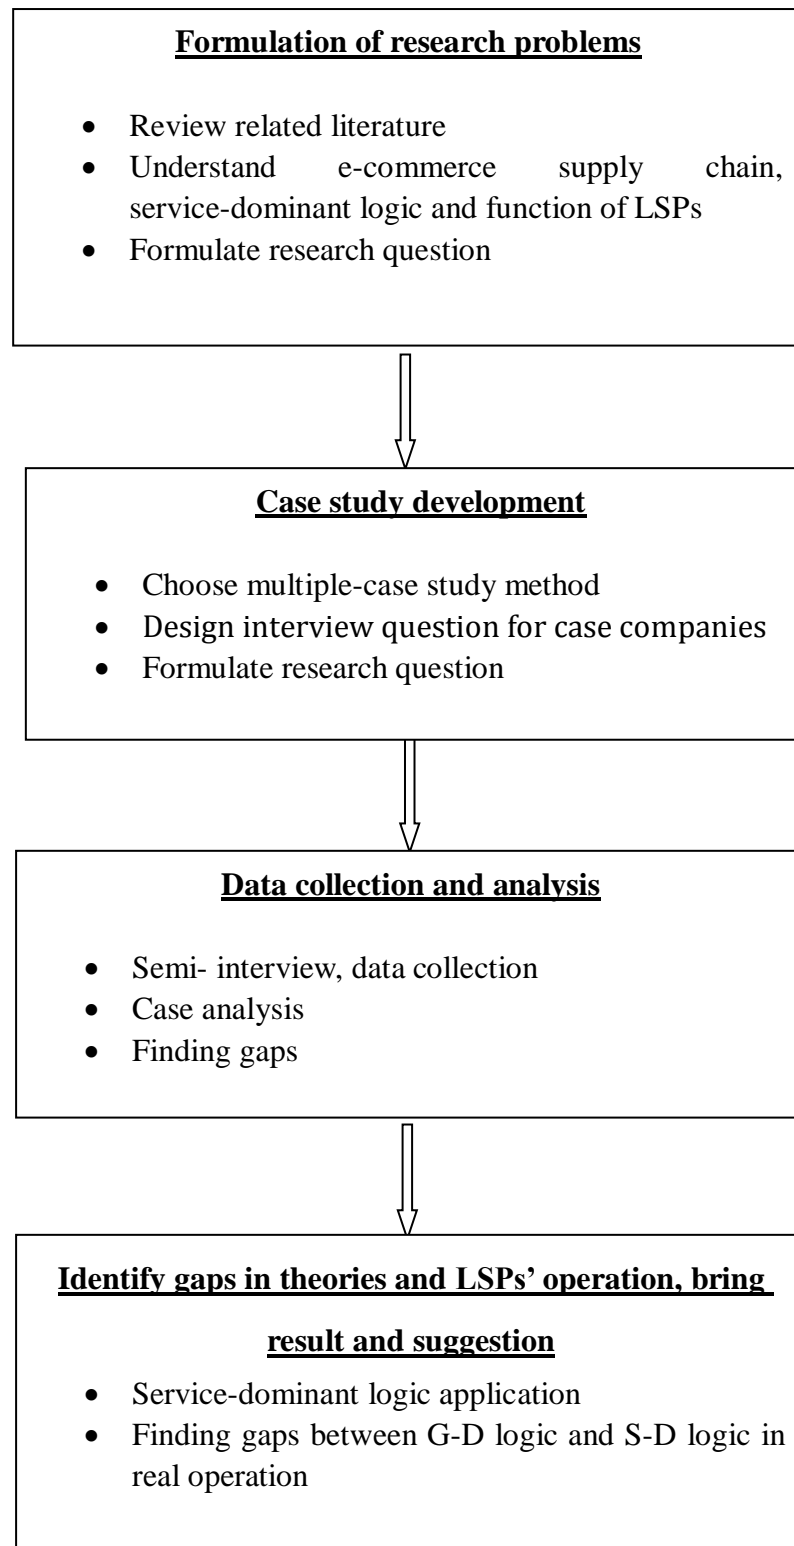 Formulation of research problems
• Review related literature
• Understand e-commerce supply chain,
service-dominant logic and function of LSPs
• Formulate research question
Case study development
• Choose multiple-case study method
• Design interview question for case companies
• Formulate research question
Data collection and analysis
• Semi- interview, data collection
• Case analysis
• Finding gaps
Identify gaps in theories and LSPs’ operation, bring
result and suggestion
• Service-dominant logic application
• Finding gaps between G-D logic and S-D logic in
real operation